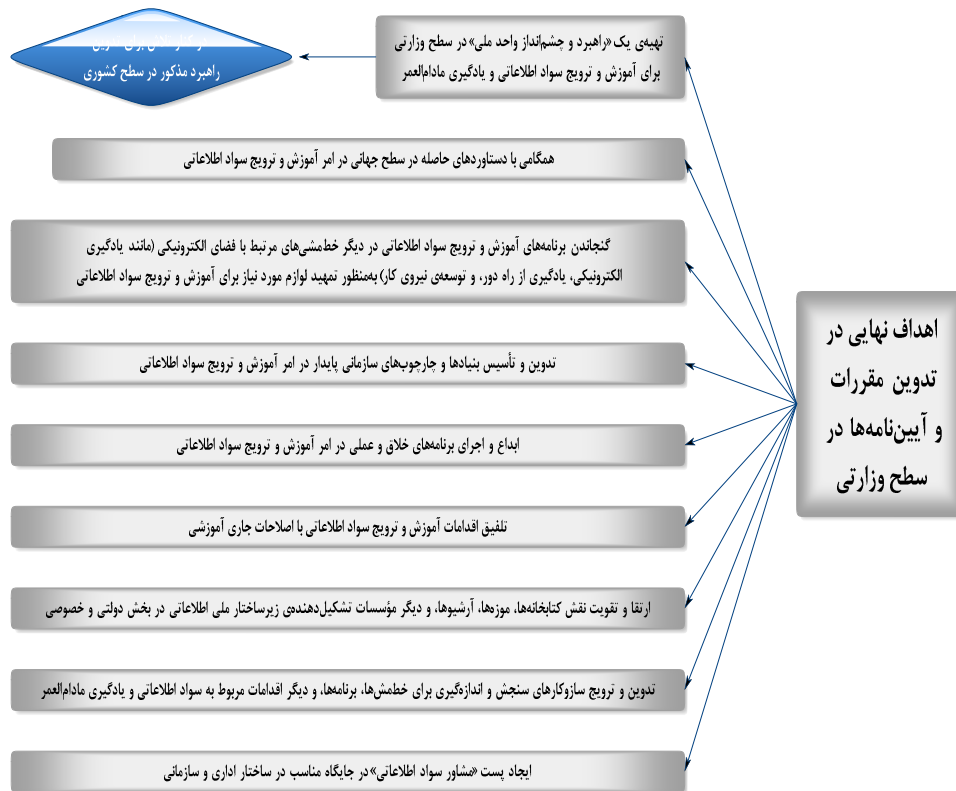 اهداف نهایی در
تدوین مقررات
و آیین‌نامه‌ها در
سطح وزارتی
تهیه‌ی یک «راهبرد و چشم‌انداز واحد ملی» در سطح وزارتی
برای آموزش و ترویج سواد اطلاعاتی و یادگیری مادام‌العمر
راهبرد مذکور در سطح کشوری
همگامی با دستاوردهای حاصله در سطح جهانی در امر آموزش و ترویج سواد اطلاعاتی
گنجاندن برنامه‌های آموزش و ترویج سواد اطلاعاتی در دیگر خط‌مشی‌های مرتبط با فضای الکترونیکی (مانند یادگیری
الکترونیکی، یادگیری از راه دور، و توسعه‌ی نیروی کار) به‌منظور تمهید لوازم مورد نیاز برای آموزش و ترویج سواد اطلاعاتی
تدوین و تأسیس بنیادها و چارچوب‌های سازمانی پایدار در امر آموزش و ترویج سواد اطلاعاتی
ابداع و اجرای برنامه‌های خلاق و عملی در امر آموزش و ترویج سواد اطلاعاتی
تلفیق اقدامات آموزش و ترویج سواد اطلاعاتی با اصلاحات جاری آموزشی
ارتقا و تقویت نقش کتابخانه‌ها، موزه‌ها، آرشیوها، و دیگر مؤسسات تشکیل‌دهنده‌ی زیرساختار ملی اطلاعاتی در بخش دولتی و خصوصی
تدوین و ترویج سازوکارهای سنجش و اندازه‌گیری برای خط‌مش‌ها، برنامه‌ها، و دیگر اقدامات مربوط به سواد اطلاعاتی و یادگیری مادام‌العمر
ایجاد پست «مشاور سواد اطلاعاتی» در جایگاه مناسب در ساختار اداری و سازمانی